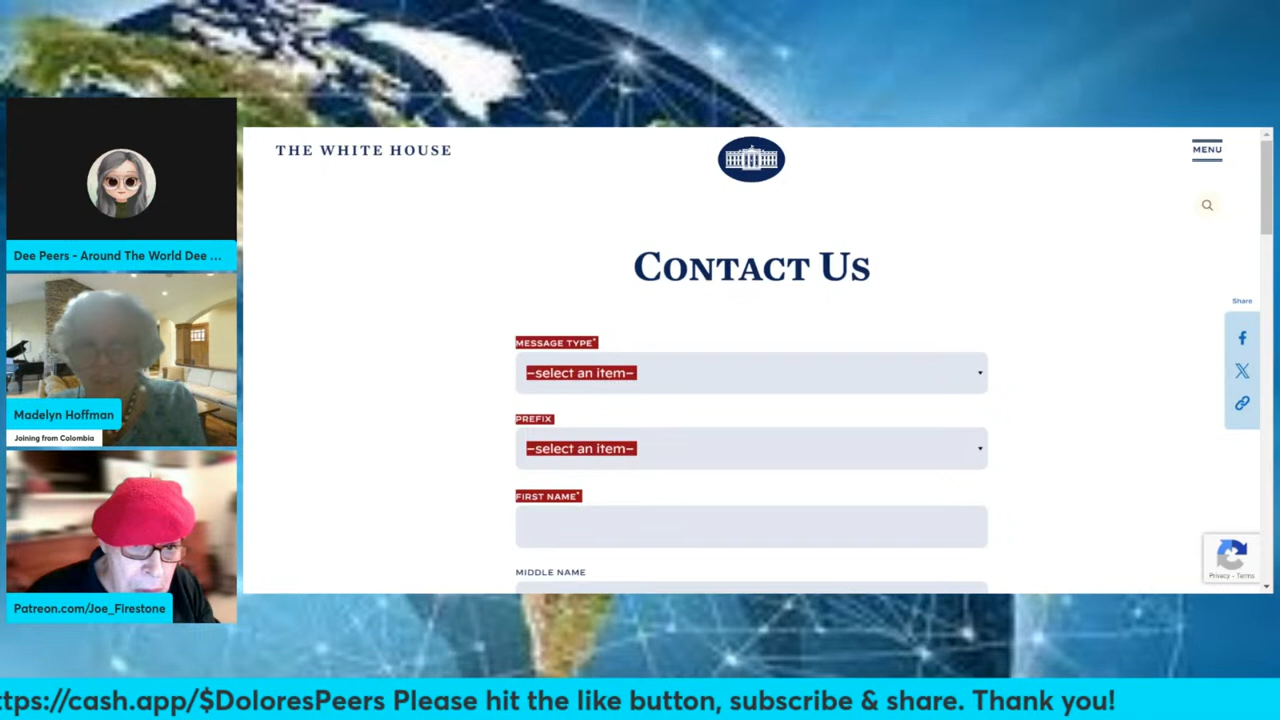 Dee Peers - Around The World Dee ...
Madelyn Hoffman
Joining from Colombia
Patreon.com/Joe_Firestone
THE WHITE HOUSE
MENU
CONTACT US
Share
MESSAGE TYPE*
–select an item–
PREFIX
–select an item–
FIRST NAME*
MIDDLE NAME
Privacy - Terms
ttps://cash.app/$DoloresPeers Please hit the like button, subscribe & share. Thank you!